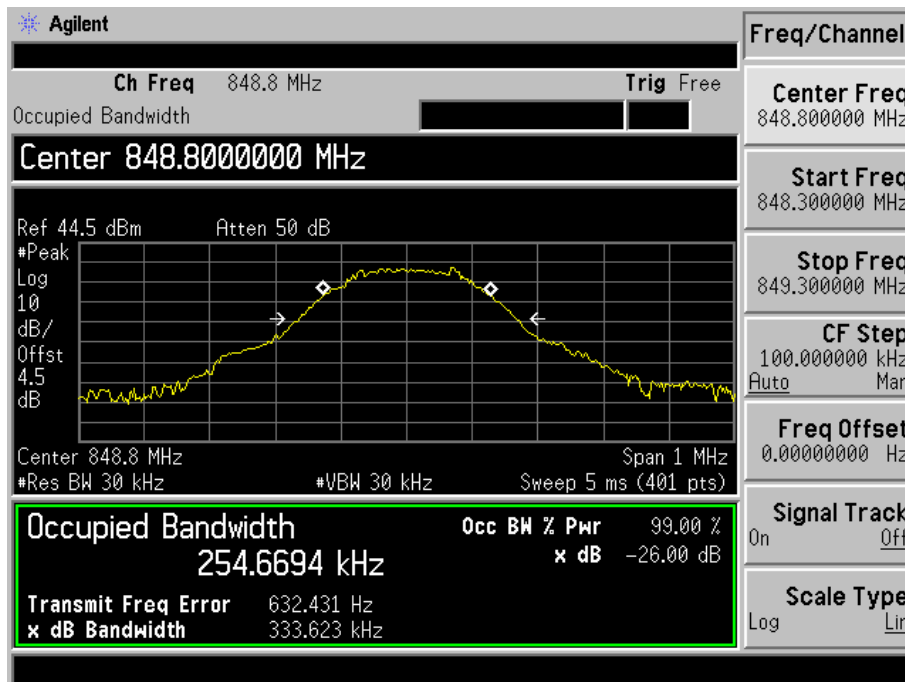 Agilent
Ch Freq 848.8 MHz Trig Free
Occupied Bandwidth
Center 848.8000000 MHz
Ref 44.5 dBm Atten 50 dB
#Peak
Log
10
dB/
Offst
4.5
dB
Center 848.8 MHz Span 1 MHz
#Res BW 30 kHz #VBW 30 kHz Sweep 5 ms (401 pts)
Occupied Bandwidth Occ BW % Pwr 99.00 %
254.6694 kHz x dB -26.00 dB
Transmit Freq Error 632.431 Hz
x dB Bandwidth 333.623 kHz
Freq/Channel
Center Freq
848.800000 MHz
Start Freq
848.300000 MHz
Stop Freq
849.300000 MHz
CF Step
100.000000 kHz
Auto Man
Freq Offset
0.00000000 Hz
Signal Track
On Off
Scale Type
Log Lin